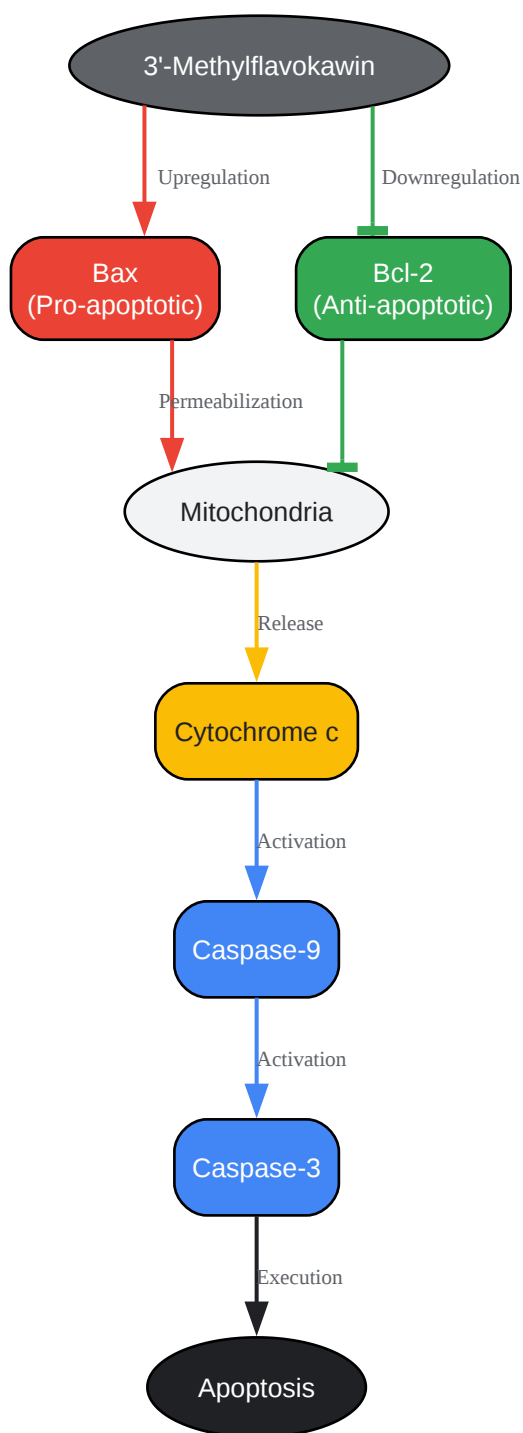 3'-Methylflavokawin
Upregulation
Downregulation
Bax
(Pro-apoptotic)
Bcl-2
(Anti-apoptotic)
Permeabilization
Mitochondria
Release
Cytochrome c
Activation
Caspase-9
Activation
Caspase-3
Execution
Apoptosis